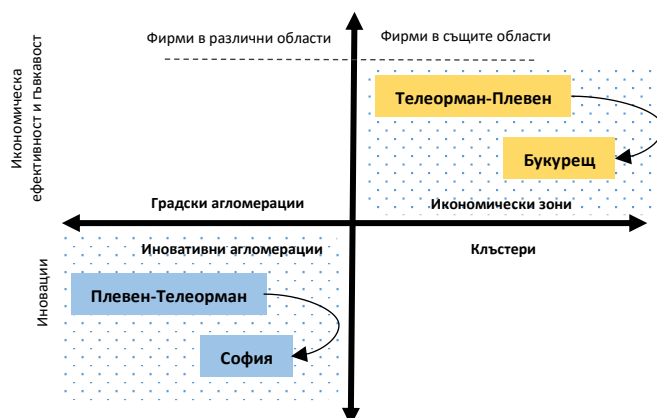 Фирми в различни области
Фирми в същите области
Икономическа
ефективност и гъвкавост
Телеорман-Плевен
Букурещ
Градски агломерации
Икономически зони
Иновации
Иновативни агломерации
Клъстери
Плевен-Телеорман
София